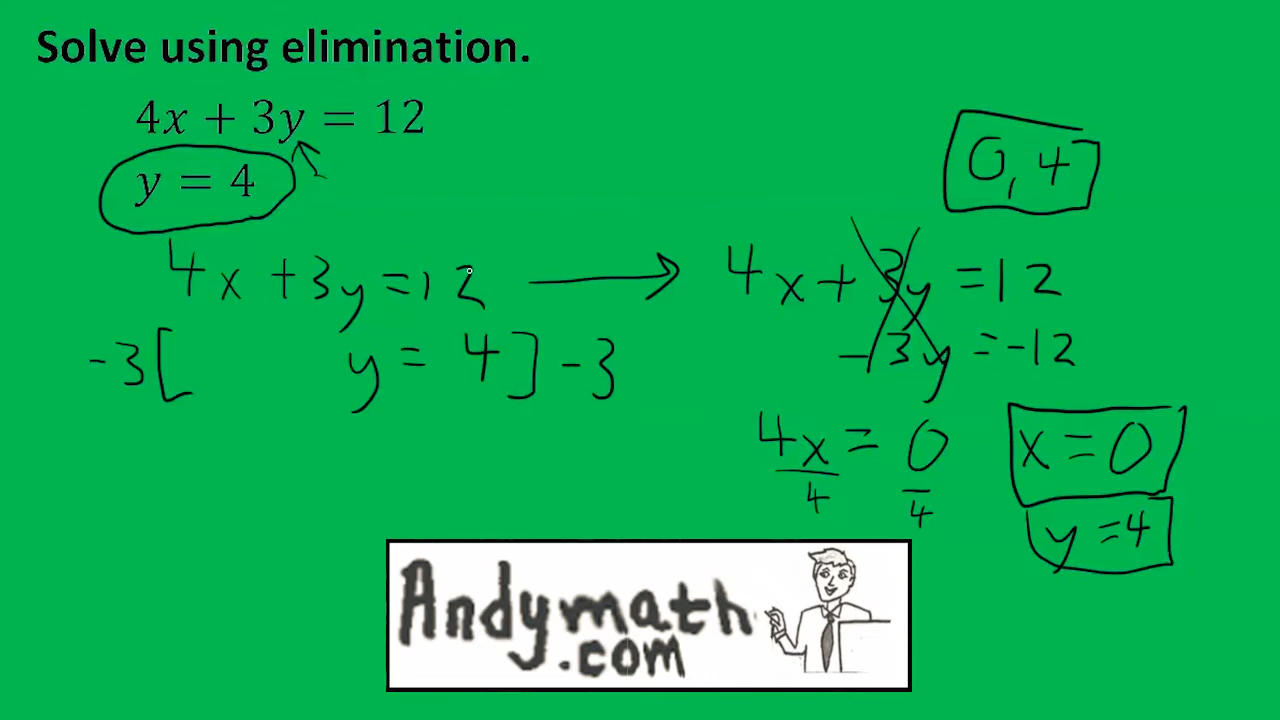 Solve using elimination.
4x + 3y = 12
y = 4
0, 4
4x + 3y = 12
4x + 3y = 12
-3[ y = 4 ] -3
- 3y = -12
4x = 0
4 4
x = 0
y = 4
Andymath
.com